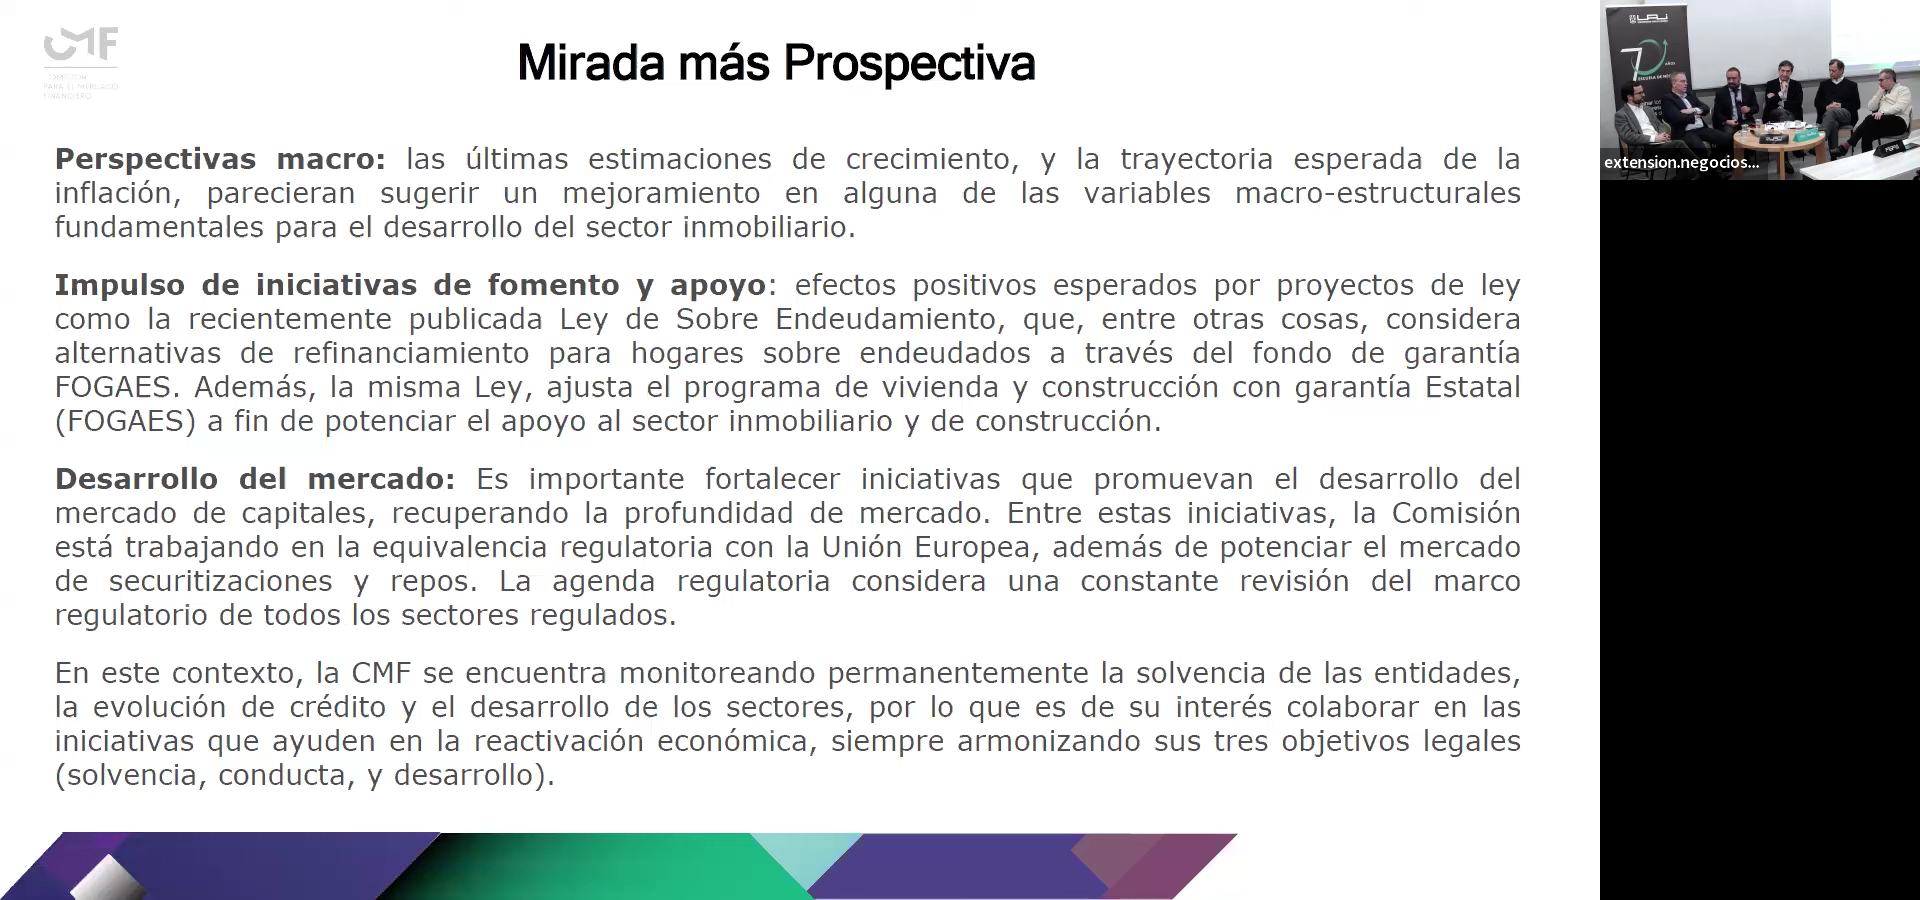 CMF
COMISIÓN
PARA EL MERCADO
FINANCIERO
Mirada más Prospectiva
Perspectivas macro: las últimas estimaciones de crecimiento, y la trayectoria esperada de la
inflación, parecieran sugerir un mejoramiento en alguna de las variables macro-estructurales
fundamentales para el desarrollo del sector inmobiliario.
Impulso de iniciativas de fomento y apoyo: efectos positivos esperados por proyectos de ley
como la recientemente publicada Ley de Sobre Endeudamiento, que, entre otras cosas, considera
alternativas de refinanciamiento para hogares sobre endeudados a través del fondo de garantía
FOGAES. Además, la misma Ley, ajusta el programa de vivienda y construcción con garantía Estatal
(FOGAES) a fin de potenciar el apoyo al sector inmobiliario y de construcción.
Desarrollo del mercado: Es importante fortalecer iniciativas que promuevan el desarrollo del
mercado de capitales, recuperando la profundidad de mercado. Entre estas iniciativas, la Comisión
está trabajando en la equivalencia regulatoria con la Unión Europea, además de potenciar el mercado
de securitizaciones y repos. La agenda regulatoria considera una constante revisión del marco
regulatorio de todos los sectores regulados.
En este contexto, la CMF se encuentra monitoreando permanentemente la solvencia de las entidades,
la evolución de crédito y el desarrollo de los sectores, por lo que es de su interés colaborar en las
iniciativas que ayuden en la reactivación económica, siempre armonizando sus tres objetivos legales
(solvencia, conducta, y desarrollo).
70
AÑOS
extension.negocios...